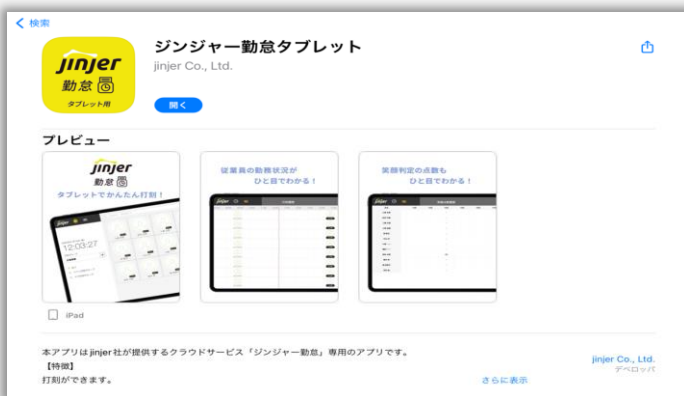 検索
ジンジャー勤怠タブレット
jinjer Co., Ltd.
jinjer
勤怠
タブレット用
開く
プレビュー
jinjer
勤怠
タブレットでかんたん打刻！
12:03:27
従業員の勤務状況が
ひと目でわかる！
jinjer
笑顔判定の点数も
ひと目でわかる！
jinjer
iPad
本アプリはjinjer社が提供するクラウドサービス「ジンジャー勤怠」専用のアプリです。
【特徴】
打刻ができます。
さらに表示
jinjer Co., Ltd.
デベロッパ